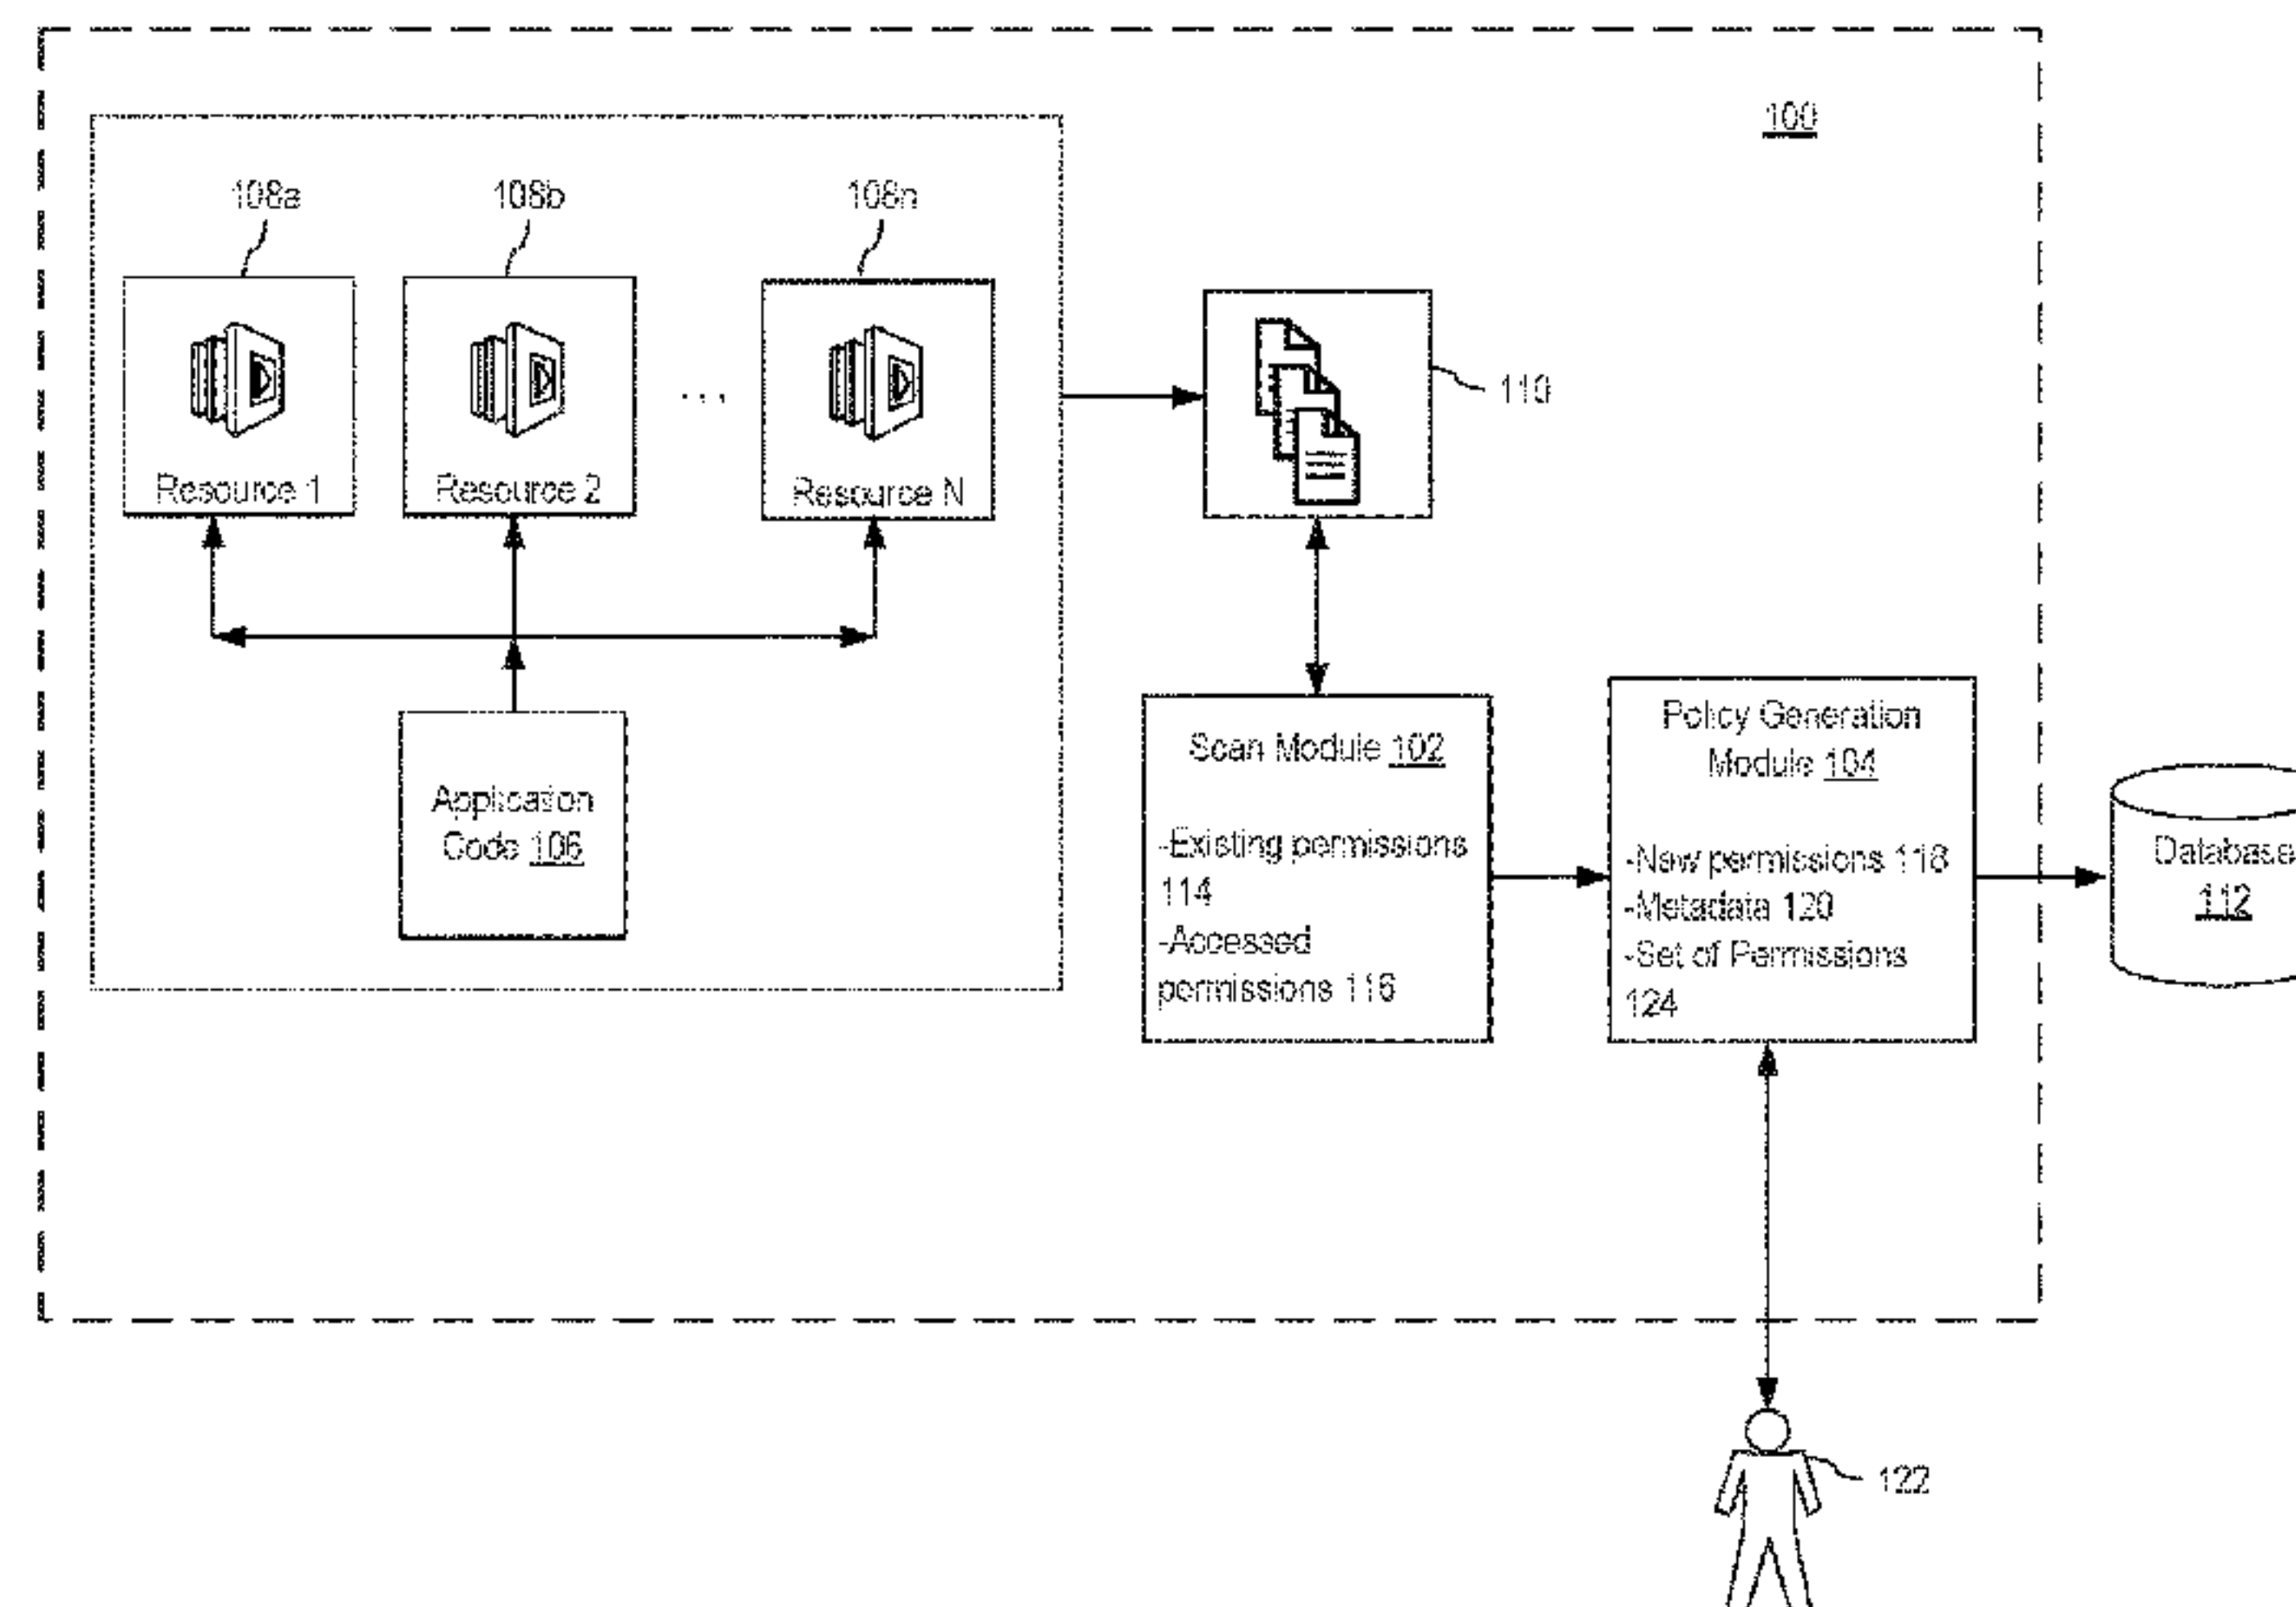 100
108a
108b
108n
Resource 1
Resource 2
...
Resource N
110
Application
Code 106
Scan Module 102
-Existing permissions
114
-Accessed
permissions 116
Policy Generation
Module 104
-New permissions 118
-Metadata 120
-Set of Permissions
124
Database
112
122